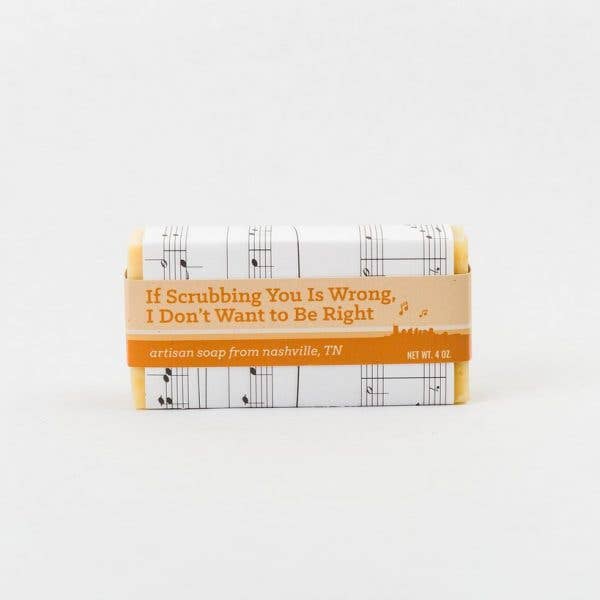 If Scrubbing You Is Wrong,
I Don't Want to Be Right
artisan soap from nashville, TN
NET WT. 4 OZ.